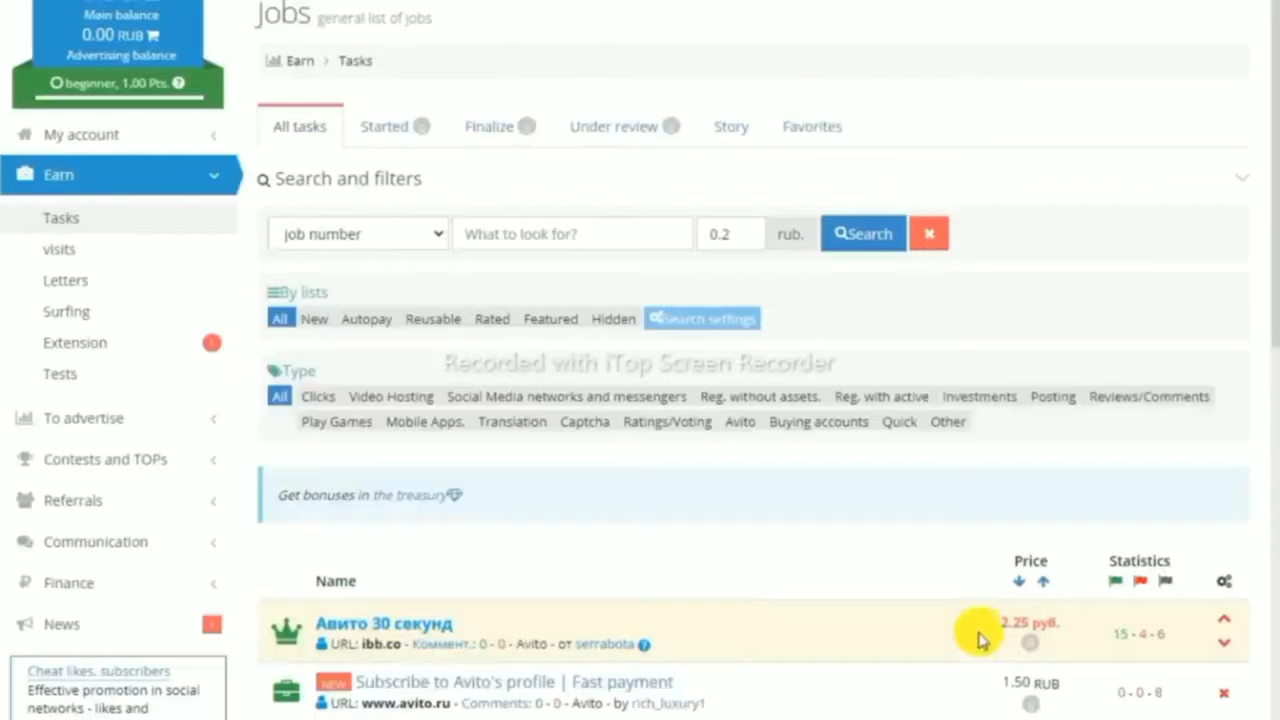 Main balance
0.00 RUB
Advertising balance
beginner, 1.00 Pts. ?
My account
Earn
Tasks
visits
Letters
Surfing
Extension
Tests
To advertise
Contests and TOPs
Referrals
Communication
Finance
News
Cheat likes, subscribers
Effective promotion in social
networks - likes and
Jobs general list of jobs
Earn > Tasks
All tasks Started Finalize Under review Story Favorites
Search and filters
job number What to look for? 0.2 rub. Search
By lists
All New Autopay Reusable Rated Featured Hidden Search settings
Recorded with iTop Screen Recorder
Type
All Clicks Video Hosting Social Media networks and messengers Reg. without assets. Reg. with active Investments Posting Reviews/Comments
Play Games Mobile Apps. Translation Captcha Ratings/Voting Avito Buying accounts Quick Other
Get bonuses in the treasury
Name Price Statistics
Авито 30 секунд 2.25 руб. 15 - 4 - 6
URL: ibb.co - Коммент.: 0 - 0 - Avito - от serrabota ?
NEW Subscribe to Avito's profile | Fast payment 1.50 RUB 0 - 0 - 8
URL: www.avito.ru - Comments: 0 - 0 - Avito - by rich_luxury1